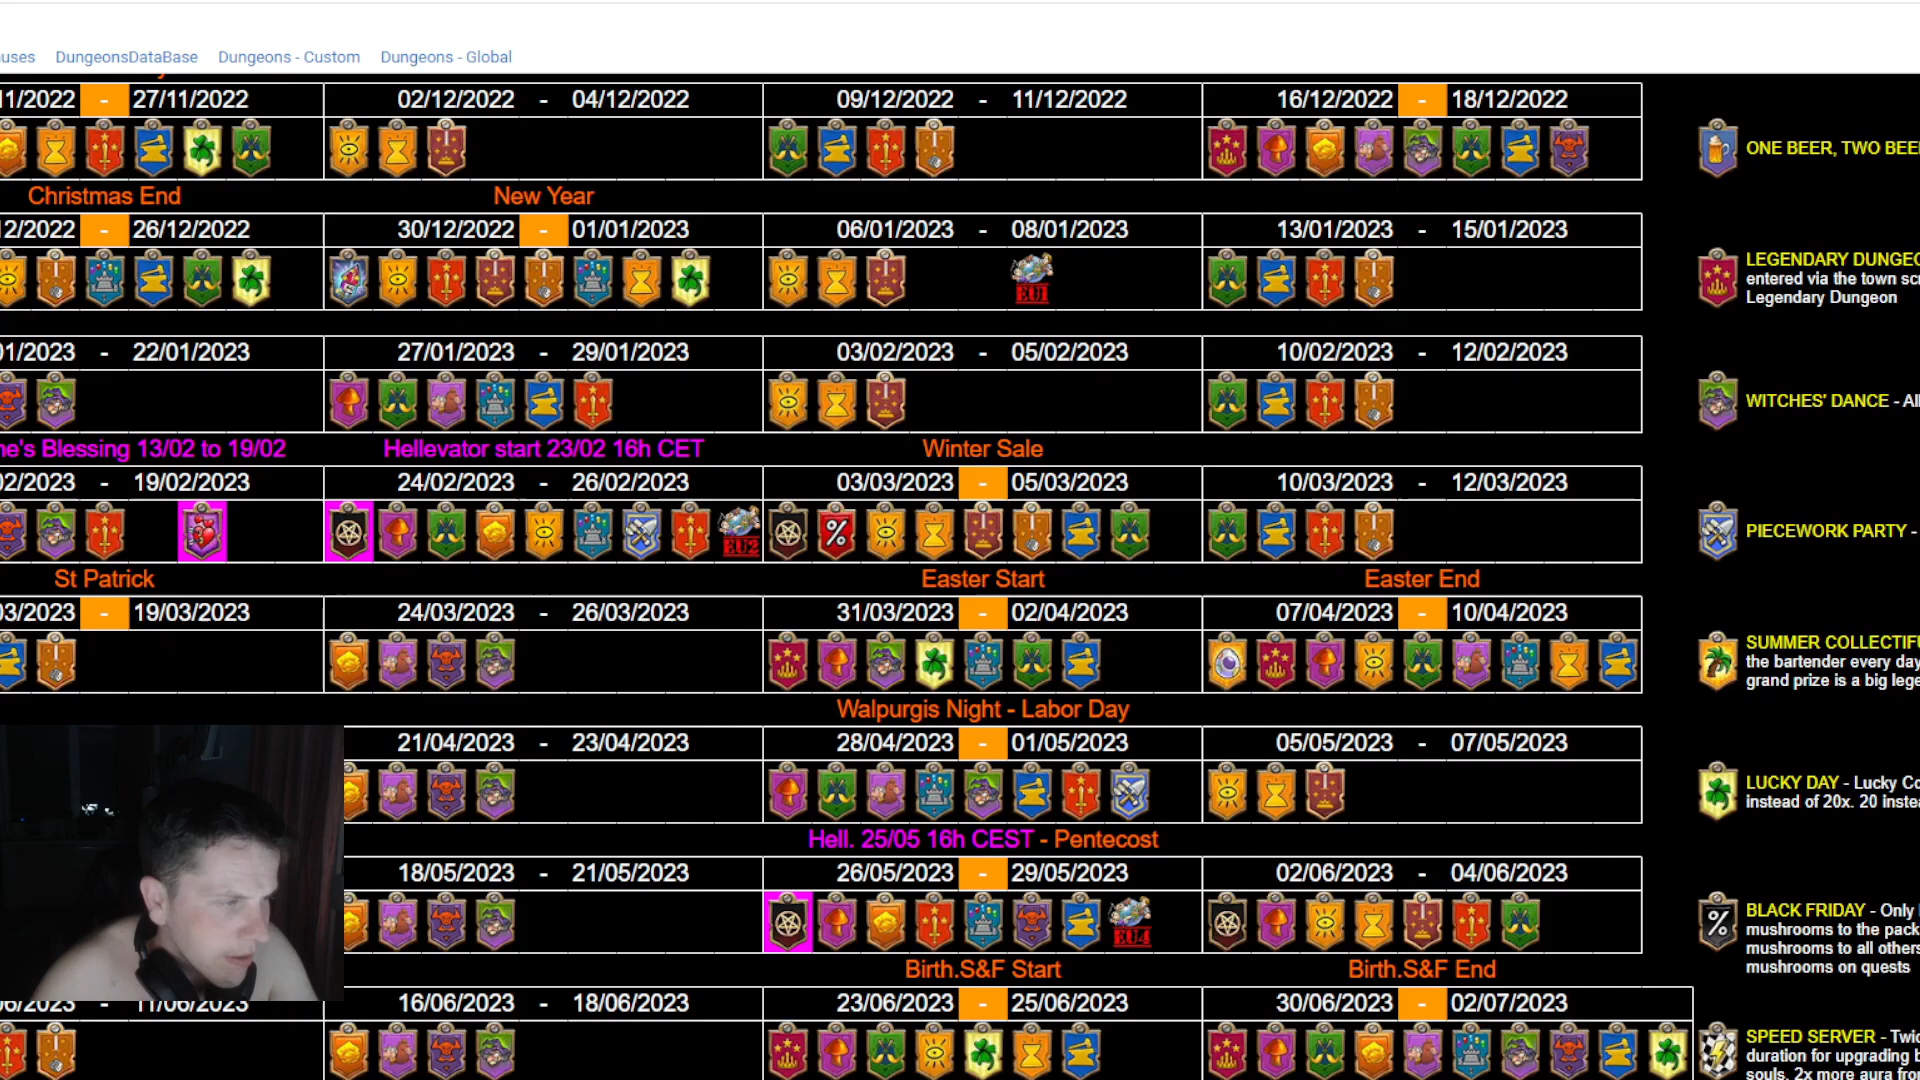 DungeonsDataBase Dungeons - Custom Dungeons - Global
11/2022 - 27/11/2022 02/12/2022 - 04/12/2022 09/12/2022 - 11/12/2022 16/12/2022 - 18/12/2022
ONE BEER, TWO BEE
Christmas End New Year
12/2022 - 26/12/2022 30/12/2022 - 01/01/2023 06/01/2023 - 08/01/2023 13/01/2023 - 15/01/2023
EU1
LEGENDARY DUNGEO
entered via the town scr
Legendary Dungeon
01/2023 - 22/01/2023 27/01/2023 - 29/01/2023 03/02/2023 - 05/02/2023 10/02/2023 - 12/02/2023
WITCHES' DANCE - All
ne's Blessing 13/02 to 19/02 Hellevator start 23/02 16h CET Winter Sale
02/2023 - 19/02/2023 24/02/2023 - 26/02/2023 03/03/2023 - 05/03/2023 10/03/2023 - 12/03/2023
EU2 %
PIECEWORK PARTY -
St Patrick Easter Start Easter End
03/2023 - 19/03/2023 24/03/2023 - 26/03/2023 31/03/2023 - 02/04/2023 07/04/2023 - 10/04/2023
SUMMER COLLECTIF
the bartender every day
grand prize is a big lege
Walpurgis Night - Labor Day
21/04/2023 - 23/04/2023 28/04/2023 - 01/05/2023 05/05/2023 - 07/05/2023
LUCKY DAY - Lucky Co
instead of 20x. 20 inste
Hell. 25/05 16h CEST - Pentecost
18/05/2023 - 21/05/2023 26/05/2023 - 29/05/2023 02/06/2023 - 04/06/2023
EU4
%
BLACK FRIDAY - Only
mushrooms to the pack
mushrooms to all others
mushrooms on quests
Birth.S&F Start Birth.S&F End
06/2023 - 11/06/2023 16/06/2023 - 18/06/2023 23/06/2023 - 25/06/2023 30/06/2023 - 02/07/2023
SPEED SERVER - Twic
duration for upgrading b
souls. 2x more aura fro